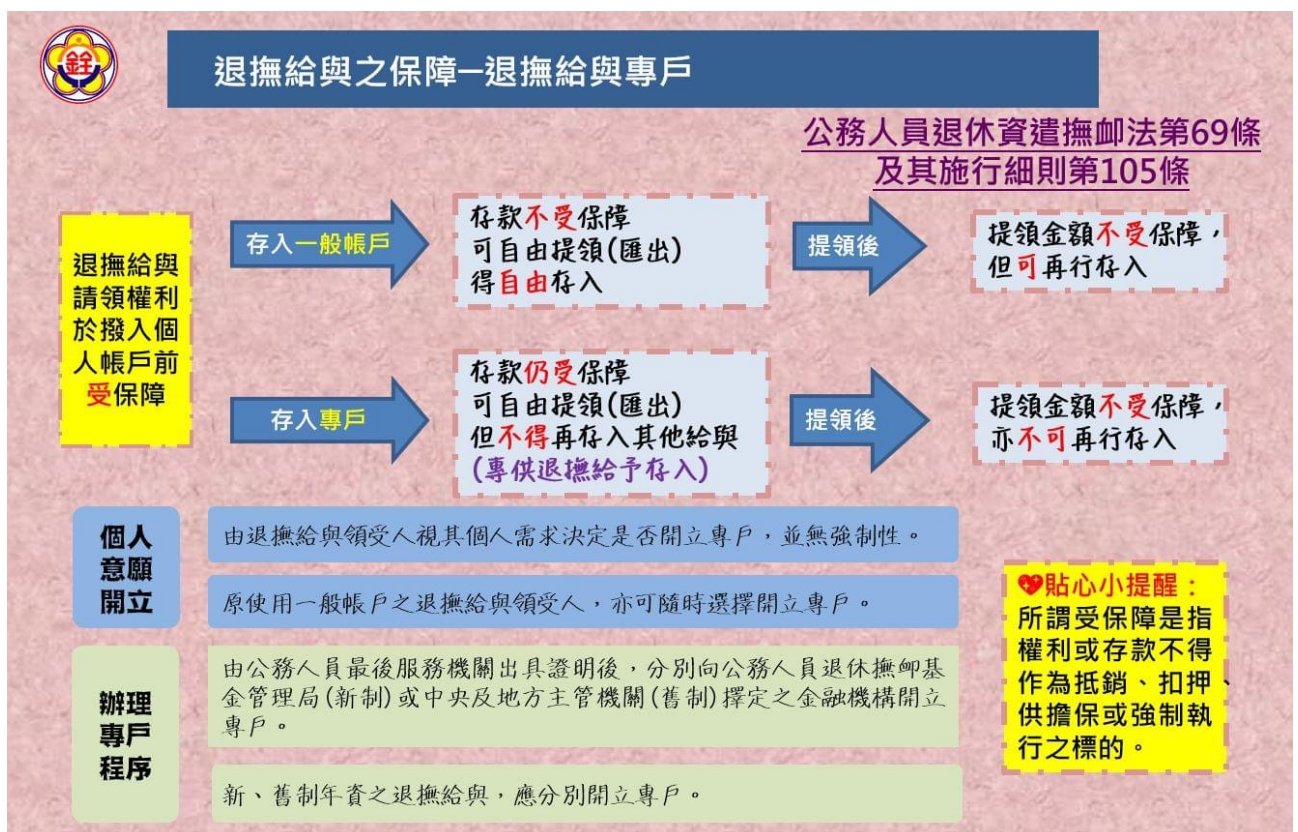 銓
退撫給與之保障─退撫給與專戶
公務人員退休資遣撫卹法第69條
及其施行細則第105條
退撫給與
請領權利
於撥入個
人帳戶前
受保障
存入一般帳戶
存款不受保障
可自由提領(匯出)
得自由存入
提領後
提領金額不受保障,
但可再行存入
存入專戶
存款仍受保障
可自由提領(匯出)
但不得再存入其他給與
(專供退撫給予存入)
提領後
提領金額不受保障,
亦不可再行存入
個人
意願
開立
由退撫給與領受人視其個人需求決定是否開立專戶,並無強制性。
原使用一般帳戶之退撫給與領受人,亦可隨時選擇開立專戶。
辦理
專戶
程序
由公務人員最後服務機關出具證明後,分別向公務人員退休撫卹基
金管理局(新制)或中央及地方主管機關(舊制)擇定之金融機構開立
專戶。
新、舊制年資之退撫給與,應分別開立專戶。
💖貼心小提醒:
所謂受保障是指
權利或存款不得
作為抵銷、扣押、
供擔保或強制執
行之標的。